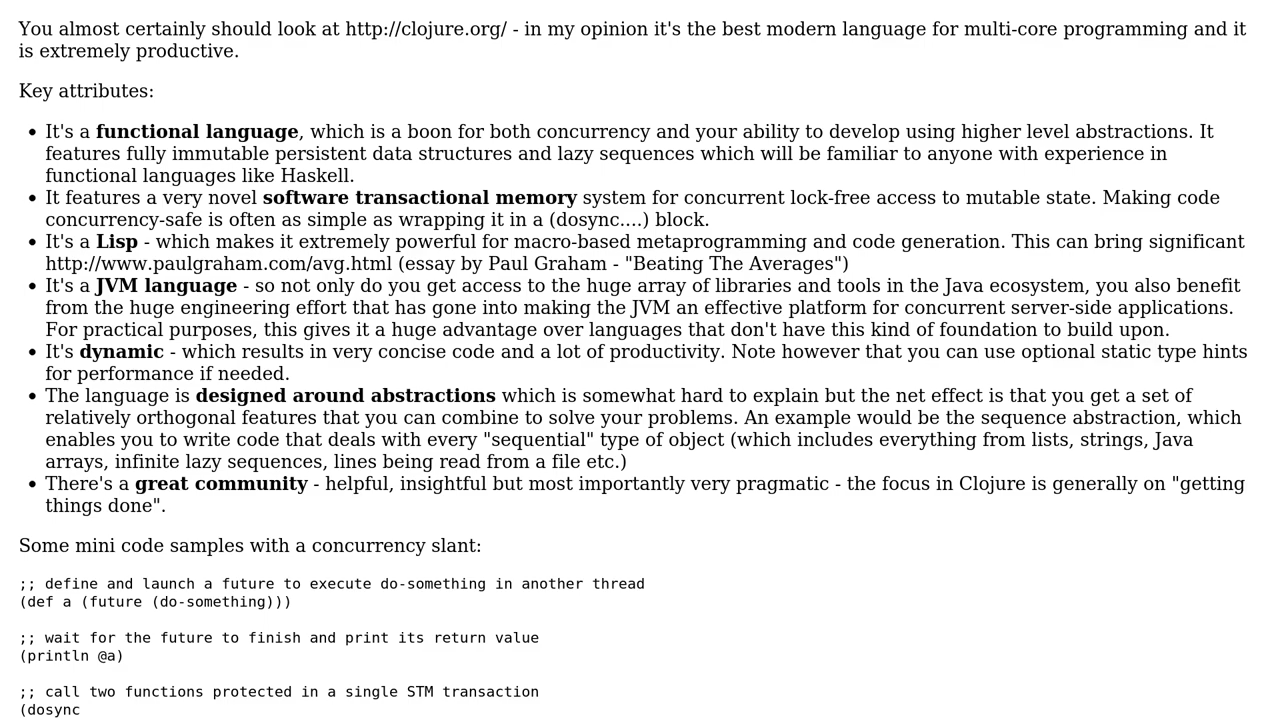 You almost certainly should look at http://clojure.org/ - in my opinion it's the best modern language for multi-core programming and it
is extremely productive.
Key attributes:
• It's a functional language, which is a boon for both concurrency and your ability to develop using higher level abstractions. It
features fully immutable persistent data structures and lazy sequences which will be familiar to anyone with experience in
functional languages like Haskell.
• It features a very novel software transactional memory system for concurrent lock-free access to mutable state. Making code
concurrency-safe is often as simple as wrapping it in a (dosync....) block.
• It's a Lisp - which makes it extremely powerful for macro-based metaprogramming and code generation. This can bring significant
http://www.paulgraham.com/avg.html (essay by Paul Graham - "Beating The Averages")
• It's a JVM language - so not only do you get access to the huge array of libraries and tools in the Java ecosystem, you also benefit
from the huge engineering effort that has gone into making the JVM an effective platform for concurrent server-side applications.
For practical purposes, this gives it a huge advantage over languages that don't have this kind of foundation to build upon.
• It's dynamic - which results in very concise code and a lot of productivity. Note however that you can use optional static type hints
for performance if needed.
• The language is designed around abstractions which is somewhat hard to explain but the net effect is that you get a set of
relatively orthogonal features that you can combine to solve your problems. An example would be the sequence abstraction, which
enables you to write code that deals with every "sequential" type of object (which includes everything from lists, strings, Java
arrays, infinite lazy sequences, lines being read from a file etc.)
• There's a great community - helpful, insightful but most importantly very pragmatic - the focus in Clojure is generally on "getting
things done".
Some mini code samples with a concurrency slant:
;; define and launch a future to execute do-something in another thread
(def a (future (do-something)))
;; wait for the future to finish and print its return value
(println @a)
;; call two functions protected in a single STM transaction
(dosync